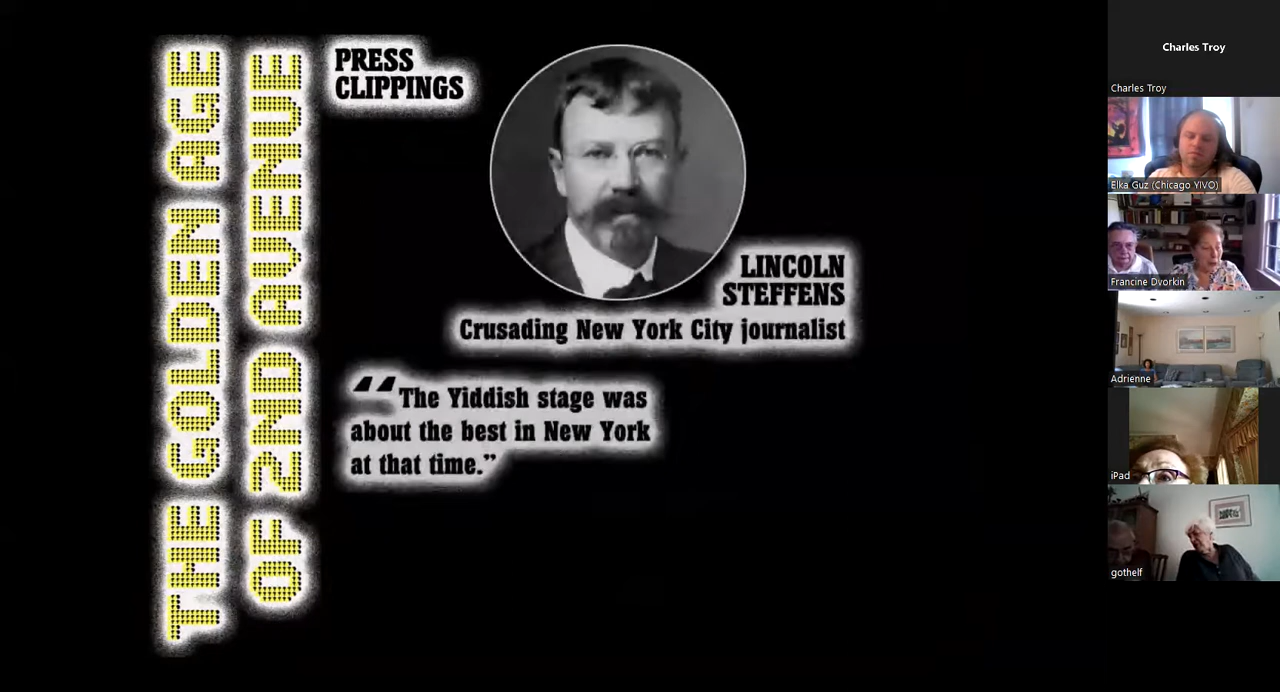 THE GOLDEN AGE
OF 2ND AVENUE
PRESS
CLIPPINGS
LINCOLN
STEFFENS
Crusading New York City journalist
“The Yiddish stage was
about the best in New York
at that time.”
Charles Troy
Charles Troy
Elka Guz (Chicago YIVO)
Francine Dvorkin
Adrienne
iPad
gothelf